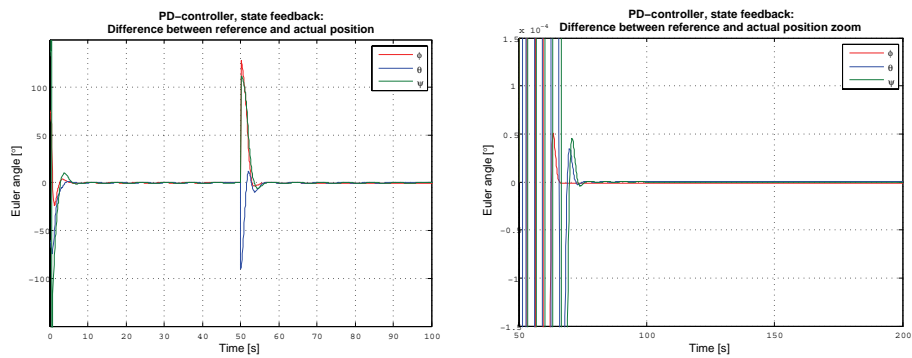 PD−controller, state feedback:
Difference between reference and actual position
Euler angle [°]
100
50
0
−50
−100
0 10 20 30 40 50 60 70 80 90 100
Time [s]
ϕ
θ
ψ
PD−controller, state feedback:
Difference between reference and actual position zoom
x 10⁻⁴
Euler angle [°]
1.5
1
0.5
0
−0.5
−1
−1.5
50 100 150 200
Time [s]
ϕ
θ
ψ